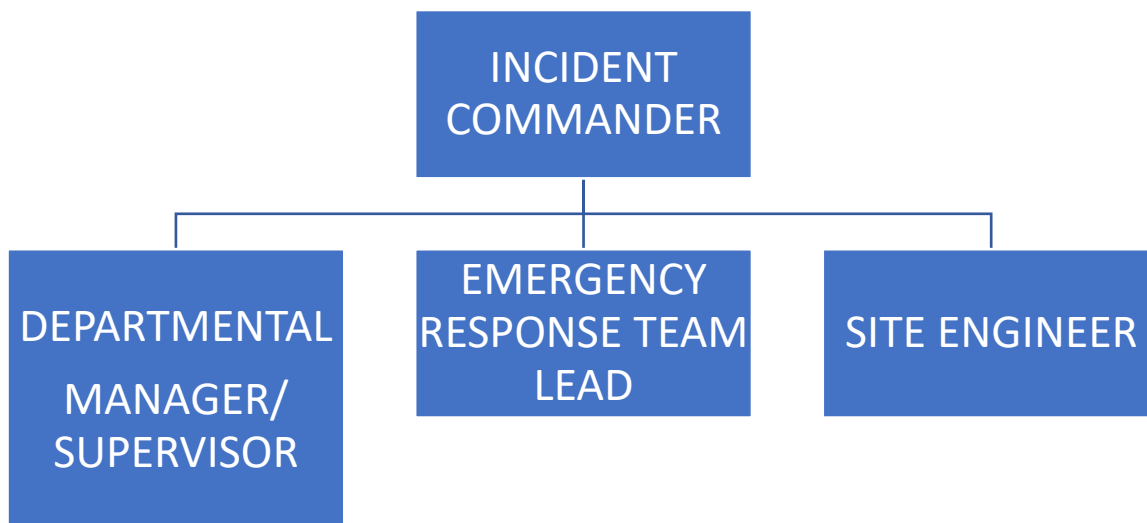 INCIDENT
COMMANDER
DEPARTMENTAL
MANAGER/
SUPERVISOR
EMERGENCY
RESPONSE TEAM
LEAD
SITE ENGINEER